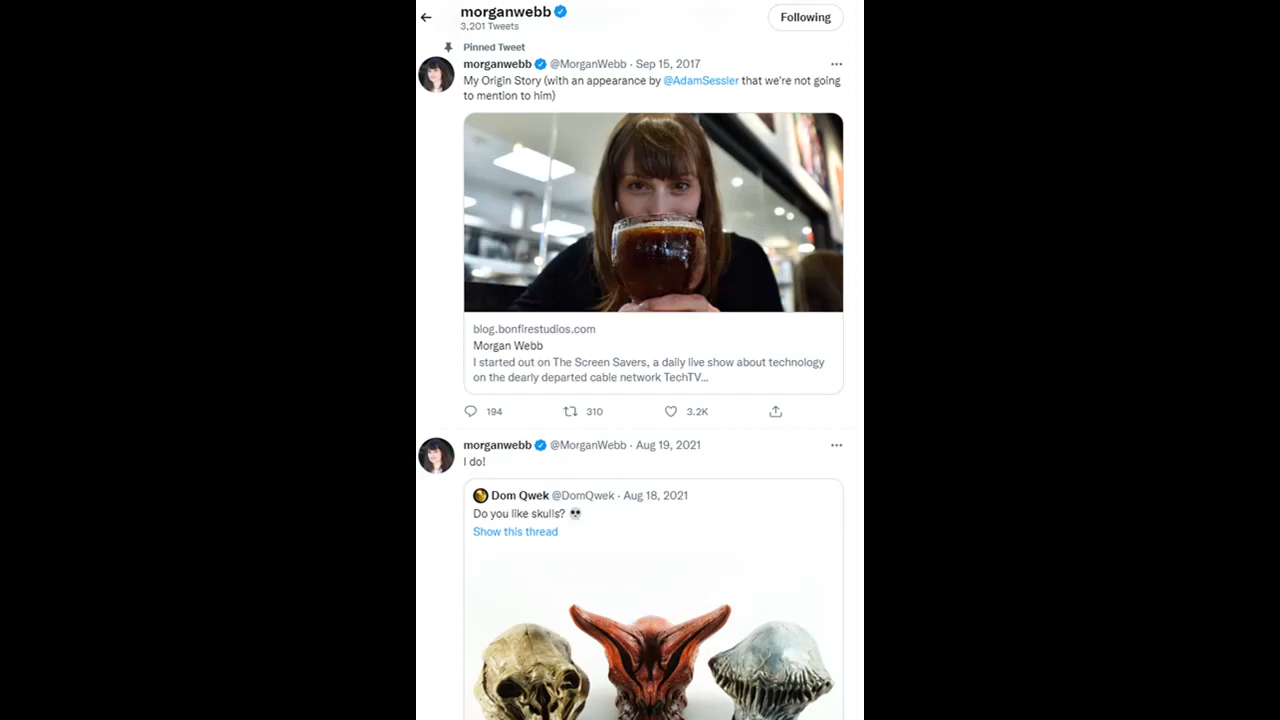 morganwebb
3,201 Tweets
Following
Pinned Tweet
morganwebb @MorganWebb · Sep 15, 2017
My Origin Story (with an appearance by @AdamSessler that we're not going
to mention to him)
blog.bonfirestudios.com
Morgan Webb
I started out on The Screen Savers, a daily live show about technology
on the dearly departed cable network TechTV...
194 310 3.2K
morganwebb @MorganWebb · Aug 19, 2021
I do!
Dom Qwek @DomQwek · Aug 18, 2021
Do you like skulls? 💀
Show this thread